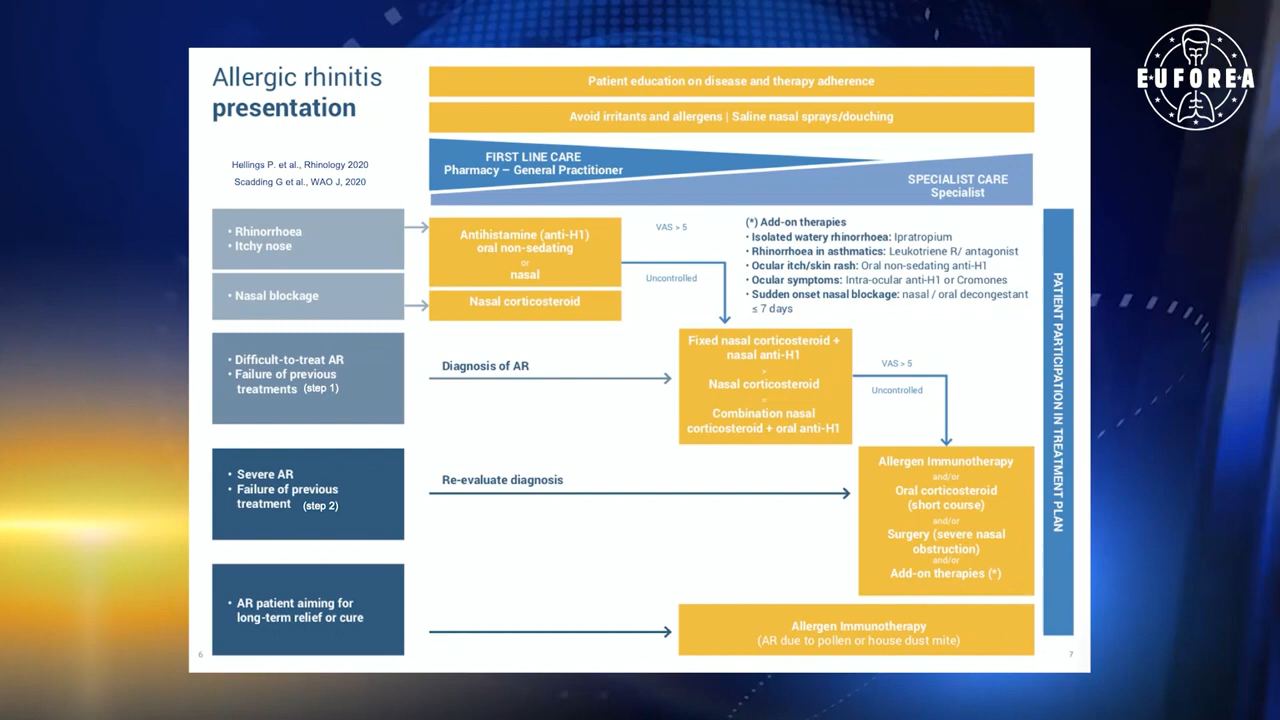 Allergic rhinitis
presentation
Hellings P. et al., Rhinology 2020
Scadding G et al., WAO J, 2020
EUFOREA
Patient education on disease and therapy adherence
Avoid irritants and allergens | Saline nasal sprays/douching
FIRST LINE CARE
Pharmacy – General Practitioner
SPECIALIST CARE
Specialist
• Rhinorrhoea
• Itchy nose
• Nasal blockage
Antihistamine (anti-H1)
oral non-sedating
or
nasal
Nasal corticosteroid
VAS > 5
Uncontrolled
(*) Add-on therapies
• Isolated watery rhinorrhoea: Ipratropium
• Rhinorrhoea in asthmatics: Leukotriene R/ antagonist
• Ocular itch/skin rash: Oral non-sedating anti-H1
• Ocular symptoms: Intra-ocular anti-H1 or Cromones
• Sudden onset nasal blockage: nasal / oral decongestant
≤ 7 days
• Difficult-to-treat AR
• Failure of previous
treatments (step 1)
Diagnosis of AR
Fixed nasal corticosteroid +
nasal anti-H1
>
Nasal corticosteroid
=
Combination nasal
corticosteroid + oral anti-H1
VAS > 5
Uncontrolled
• Severe AR
• Failure of previous
treatment (step 2)
Re-evaluate diagnosis
Allergen Immunotherapy
and/or
Oral corticosteroid
(short course)
and/or
Surgery (severe nasal
obstruction)
and/or
Add-on therapies (*)
• AR patient aiming for
long-term relief or cure
Allergen Immunotherapy
(AR due to pollen or house dust mite)
PATIENT PARTICIPATION IN TREATMENT PLAN
6
7